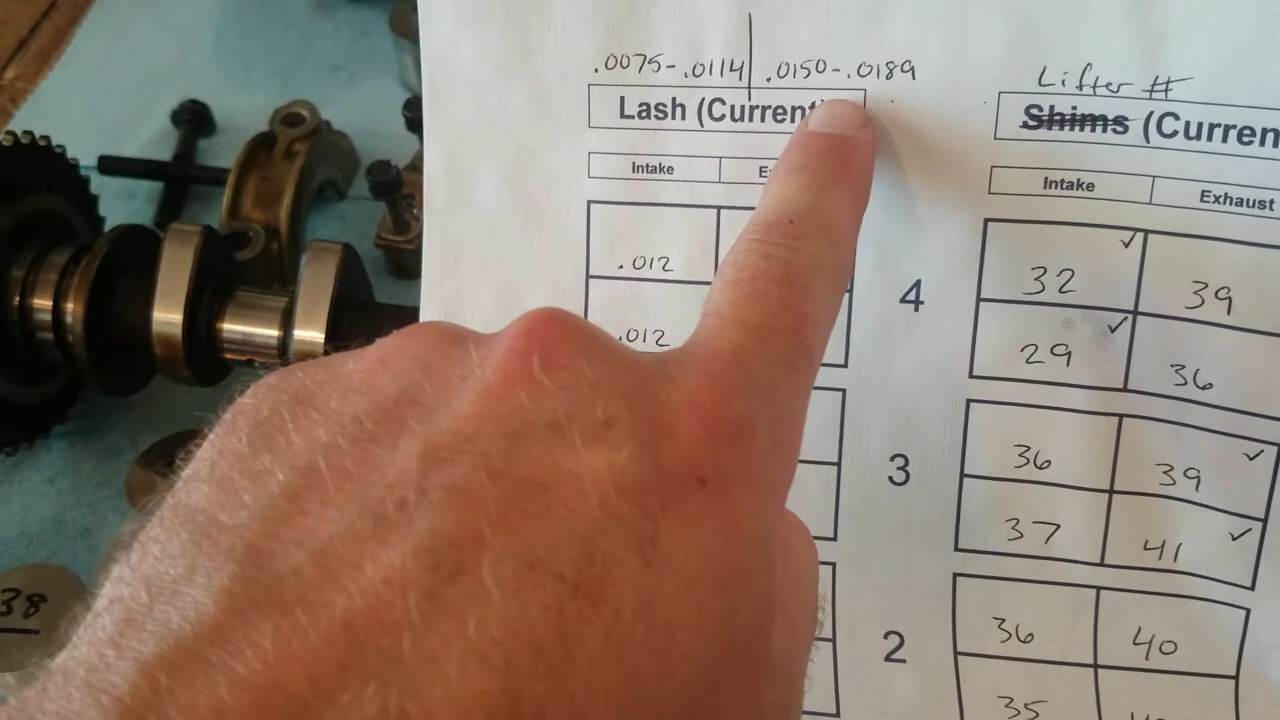 .0075-.0114 .0150-.0189
Lifter #
Lash (Current
Shims (Curren
Intake
Intake Exhaust
.012
32 39
4
.012
29 36
36 39
3
37 41
36 40
2
35
38